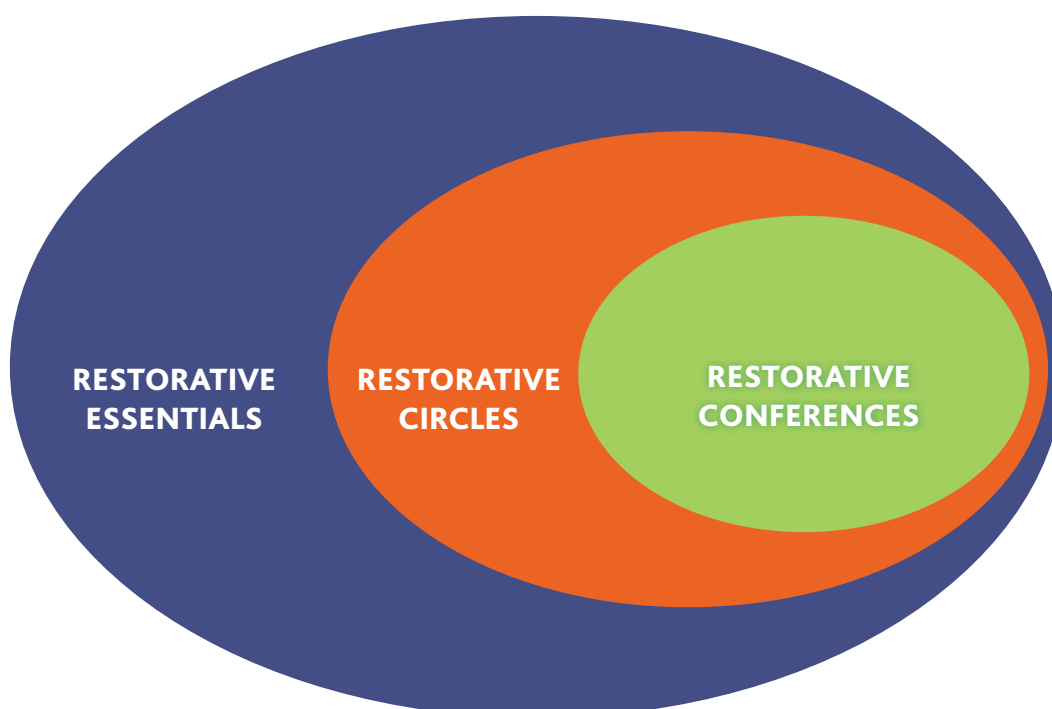 RESTORATIVE
ESSENTIALS
RESTORATIVE
CIRCLES
RESTORATIVE
CONFERENCES